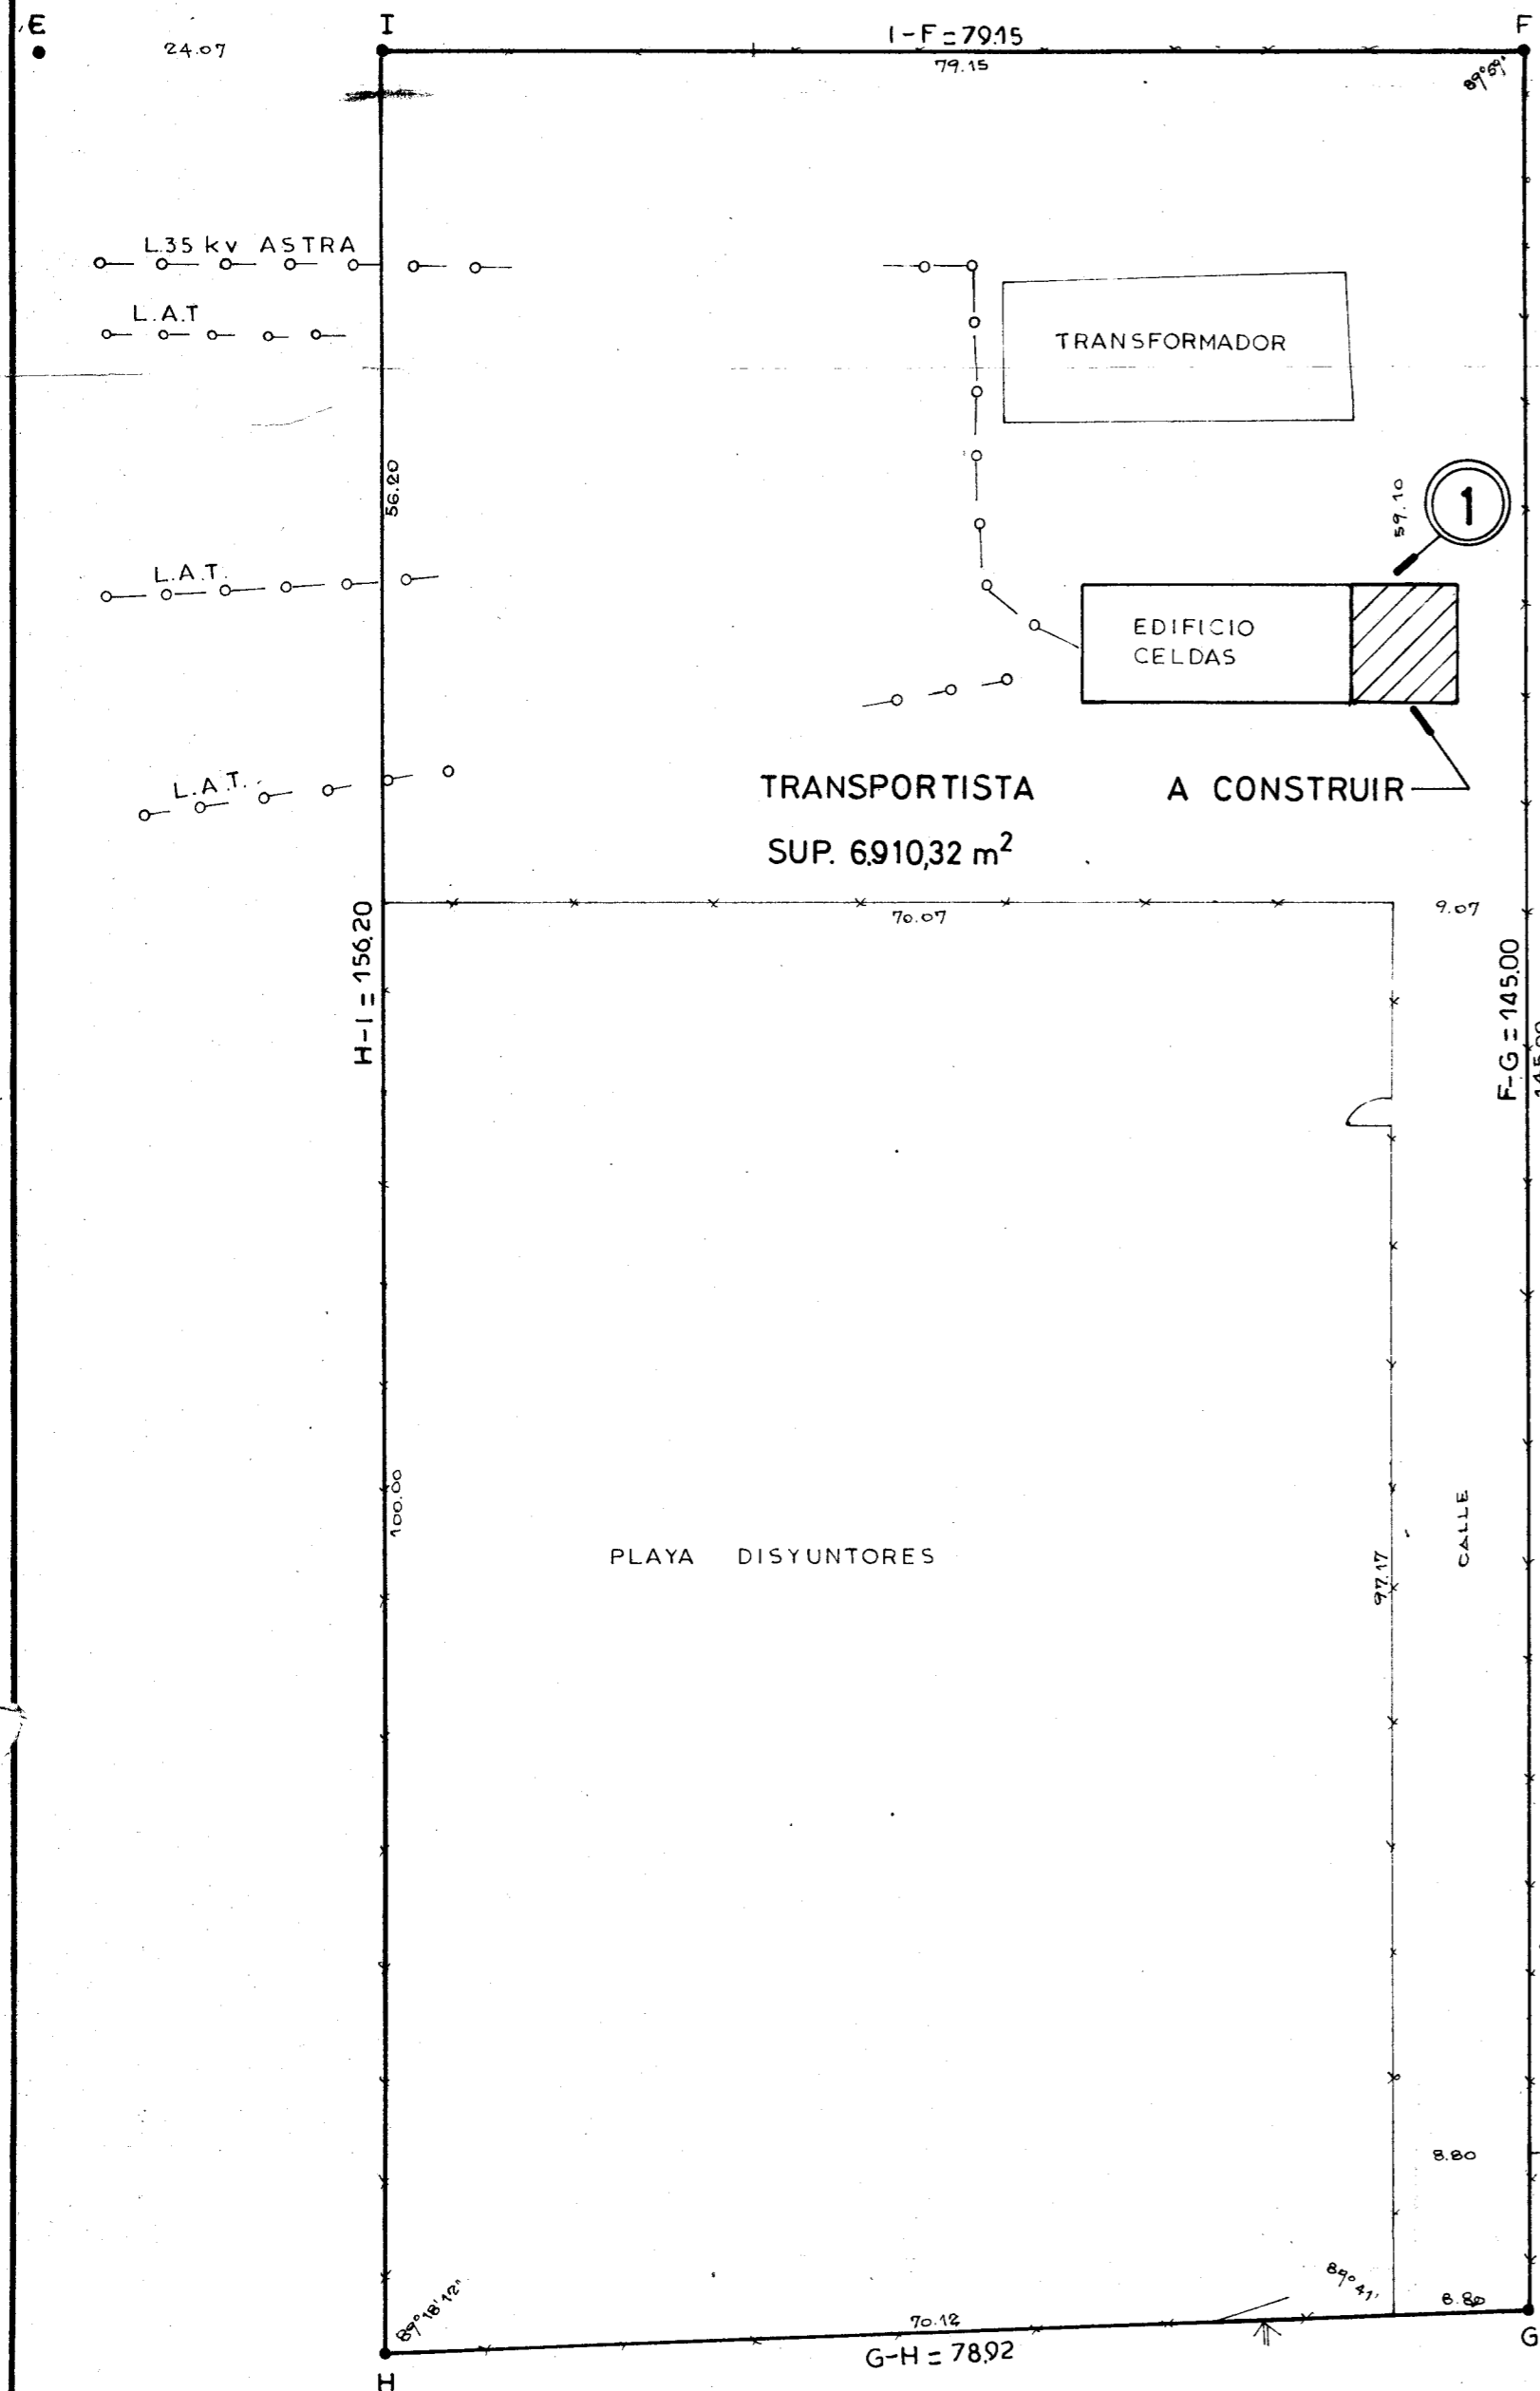 E
24.07
I
I-F = 79.15
79.15
F
89°59'
L.35 kv ASTRA
L.A.T
TRANSFORMADOR
56.20
59.10
1
L.A.T.
EDIFICIO
CELDAS
L.A.T.
TRANSPORTISTA
A CONSTRUIR
SUP. 6.910,32 m²
70.07
9.07
H-I = 156.20
F-G = 145.00
145.00
100.00
PLAYA DISYUNTORES
97.17
CALLE
8.80
89°18'12"
89°41'
70.12
8.80
G-H = 78,92
H
G